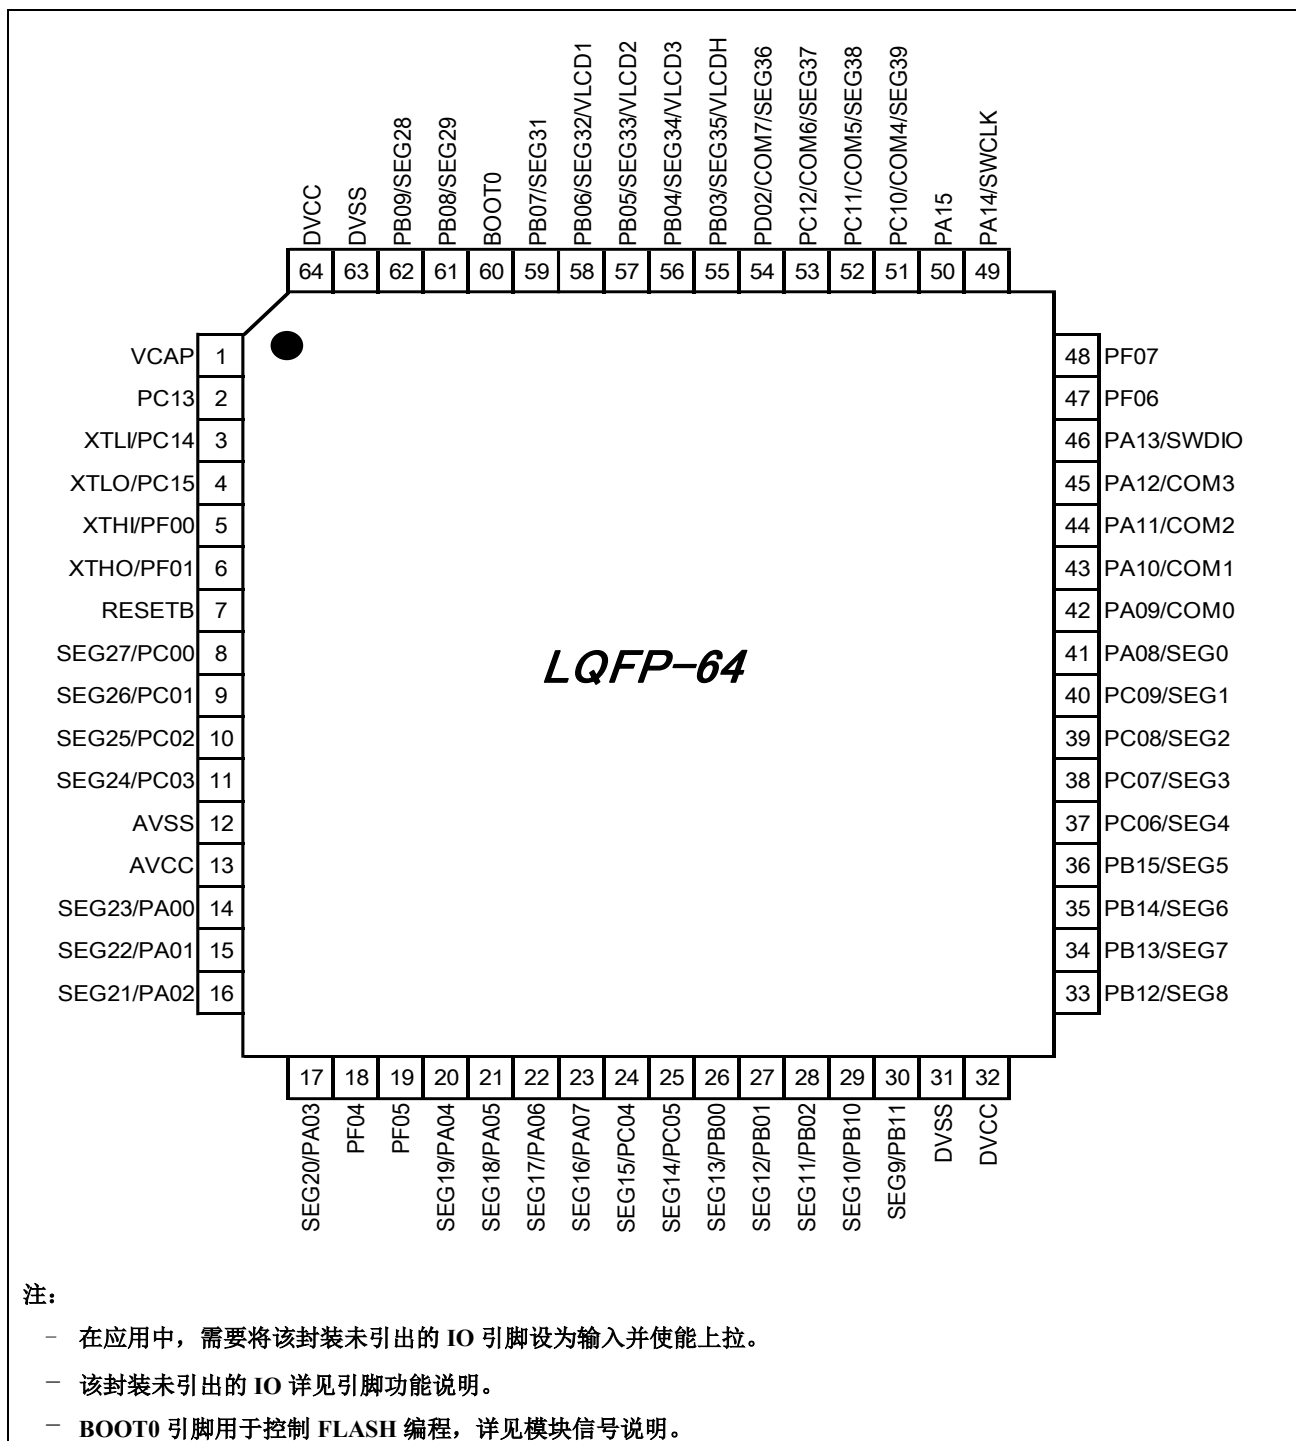 DVCC
DVSS
PB09/SEG28
PB08/SEG29
BOOT0
PB07/SEG31
PB06/SEG32/VLCD1
PB05/SEG33/VLCD2
PB04/SEG34/VLCD3
PB03/SEG35/VLCDH
PD02/COM7/SEG36
PC12/COM6/SEG37
PC11/COM5/SEG38
PC10/COM4/SEG39
PA15
PA14/SWCLK
64 63 62 61 60 59 58 57 56 55 54 53 52 51 50 49
VCAP 1
PC13 2
XTLI/PC14 3
XTLO/PC15 4
XTHI/PF00 5
XTHO/PF01 6
RESETB 7
SEG27/PC00 8
SEG26/PC01 9
SEG25/PC02 10
SEG24/PC03 11
AVSS 12
AVCC 13
SEG23/PA00 14
SEG22/PA01 15
SEG21/PA02 16
LQFP-64
48 PF07
47 PF06
46 PA13/SWDIO
45 PA12/COM3
44 PA11/COM2
43 PA10/COM1
42 PA09/COM0
41 PA08/SEG0
40 PC09/SEG1
39 PC08/SEG2
38 PC07/SEG3
37 PC06/SEG4
36 PB15/SEG5
35 PB14/SEG6
34 PB13/SEG7
33 PB12/SEG8
17 18 19 20 21 22 23 24 25 26 27 28 29 30 31 32
SEG20/PA03
PF04
PF05
SEG19/PA04
SEG18/PA05
SEG17/PA06
SEG16/PA07
SEG15/PC04
SEG14/PC05
SEG13/PB00
SEG12/PB01
SEG11/PB02
SEG10/PB10
SEG9/PB11
DVSS
DVCC
注：
－ 在应用中，需要将该封装未引出的 IO 引脚设为输入并使能上拉。
－ 该封装未引出的 IO 详见引脚功能说明。
－ BOOT0 引脚用于控制 FLASH 编程，详见模块信号说明。